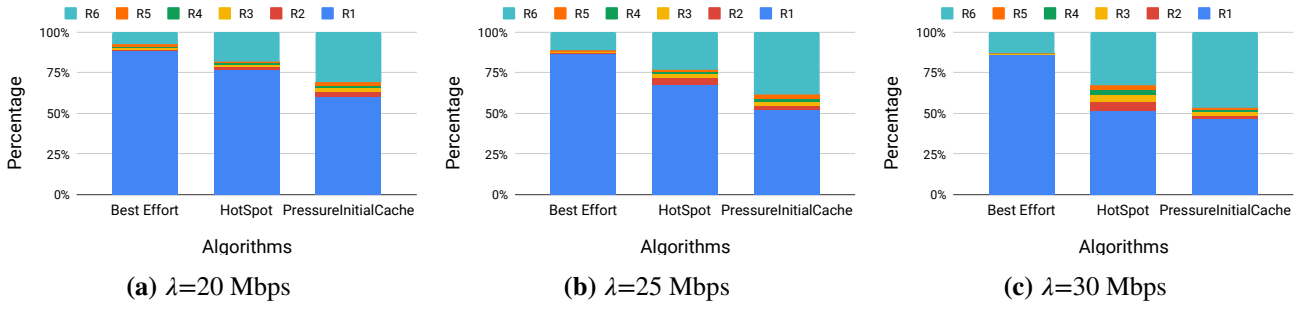 R6 R5 R4 R3 R2 R1
100%
75%
50%
25%
0%
Percentage
Best Effort HotSpot PressureInitialCache
Algorithms
(a) λ=20 Mbps
R6 R5 R4 R3 R2 R1
100%
75%
50%
25%
0%
Percentage
Best Effort HotSpot PressureInitialCache
Algorithms
(b) λ=25 Mbps
R6 R5 R4 R3 R2 R1
100%
75%
50%
25%
0%
Percentage
Best Effort HotSpot PressureInitialCache
Algorithms
(c) λ=30 Mbps